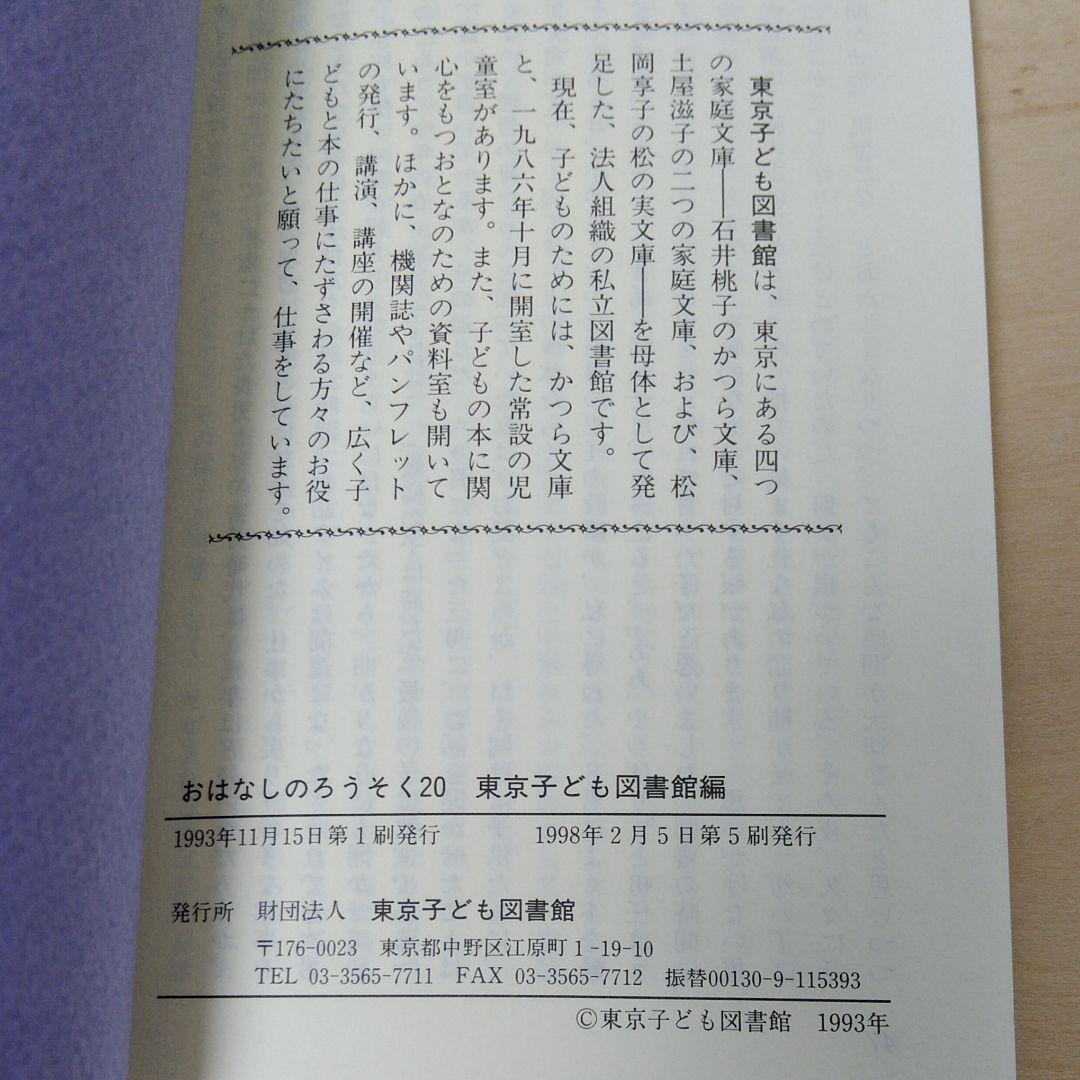 東京子ども図書館は、東京にある四つ
の家庭文庫――石井桃子のかつら文庫、
土屋滋子の二つの家庭文庫、および、松
岡享子の松の実文庫――を母体として発
足した、法人組織の私立図書館です。
現在、子どものためには、かつら文庫
と、一九八六年十月に開室した常設の児
童室があります。また、子どもの本に関
心をもつおとなのための資料室も開いて
います。ほかに、機関誌やパンフレット
の発行、講演、講座の開催など、広く子
どもと本の仕事にたずさわる方々のお役
にたちたいと願って、仕事をしています。
おはなしのろうそく20 東京子ども図書館編
1993年11月15日第1刷発行 1998年2月5日第5刷発行
発行所 財団法人 東京子ども図書館
〒176-0023 東京都中野区江原町1-19-10
TEL 03-3565-7711 FAX 03-3565-7712 振替00130-9-115393
©東京子ども図書館 1993年